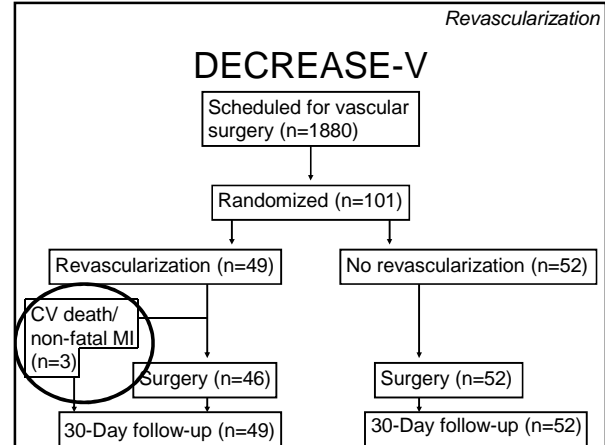 Revascularization
DECREASE-V
Scheduled for vascular
surgery (n=1880)
Randomized (n=101)
Revascularization (n=49)
No revascularization (n=52)
CV death/
non-fatal MI
(n=3)
Surgery (n=46)
Surgery (n=52)
30-Day follow-up (n=49)
30-Day follow-up (n=52)